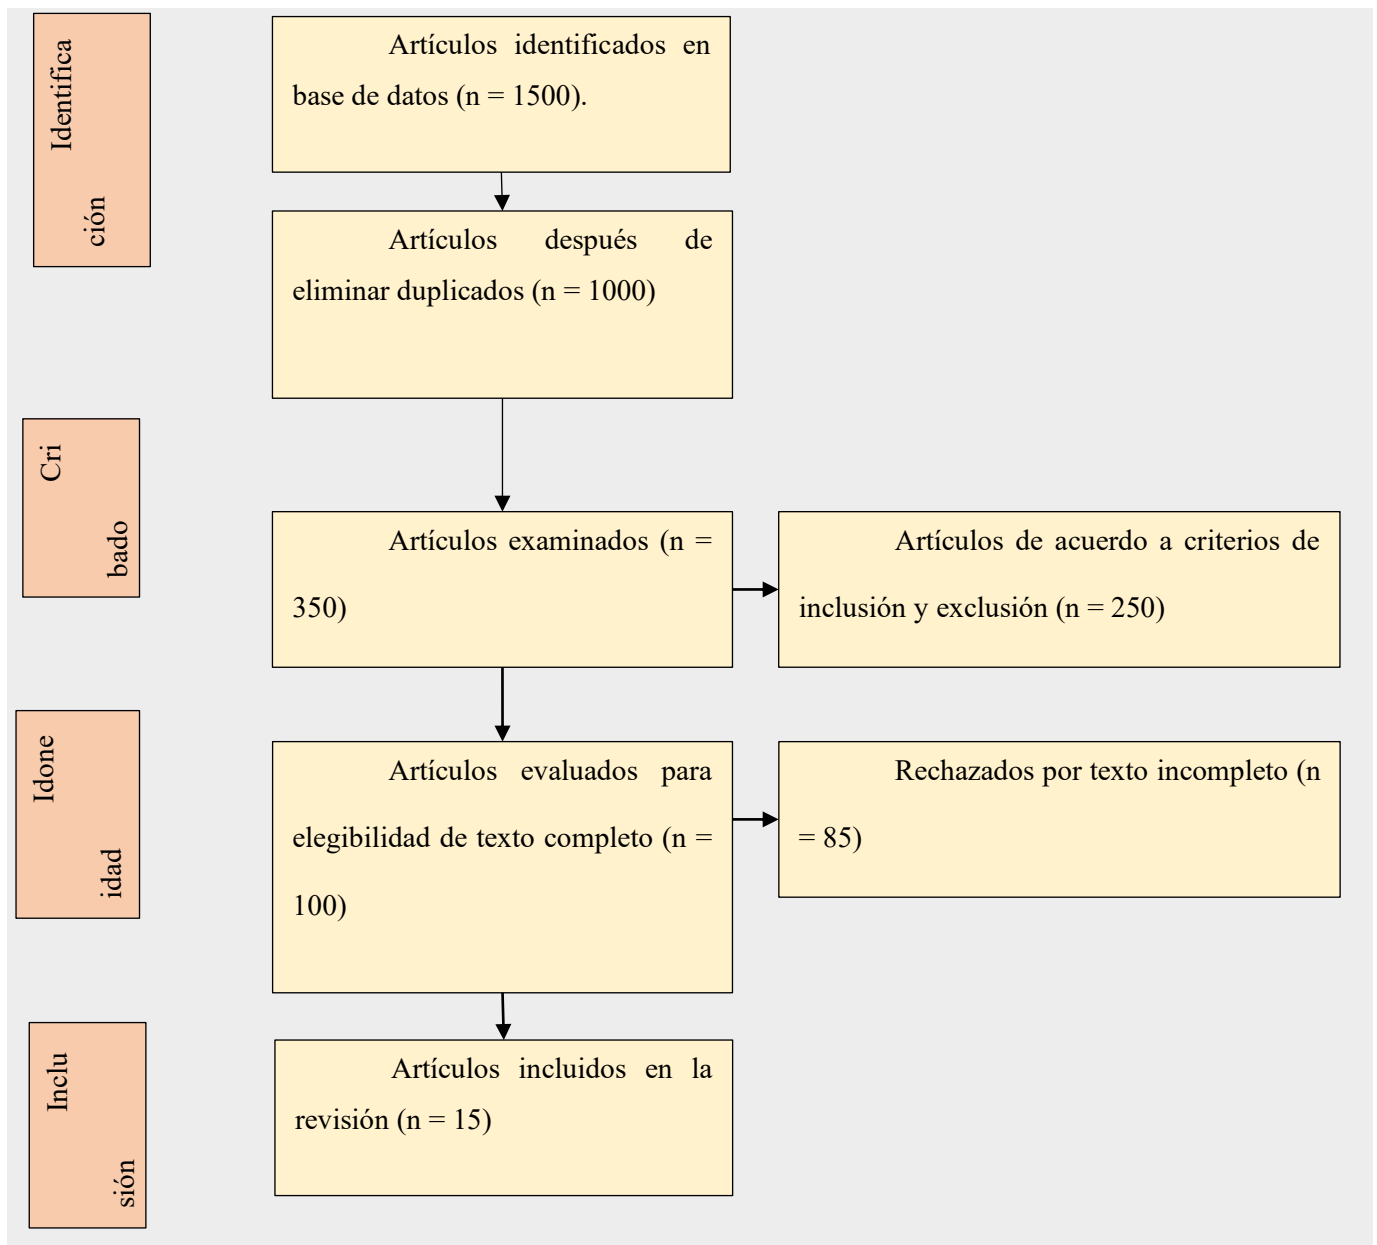 Identifica
ción
Artículos identificados en
base de datos (n = 1500).
Artículos después de
eliminar duplicados (n = 1000)
Cri
bado
Artículos examinados (n =
350)
Artículos de acuerdo a criterios de
inclusión y exclusión (n = 250)
Idone
idad
Artículos evaluados para
elegibilidad de texto completo (n =
100)
Rechazados por texto incompleto (n
= 85)
Inclu
sión
Artículos incluidos en la
revisión (n = 15)